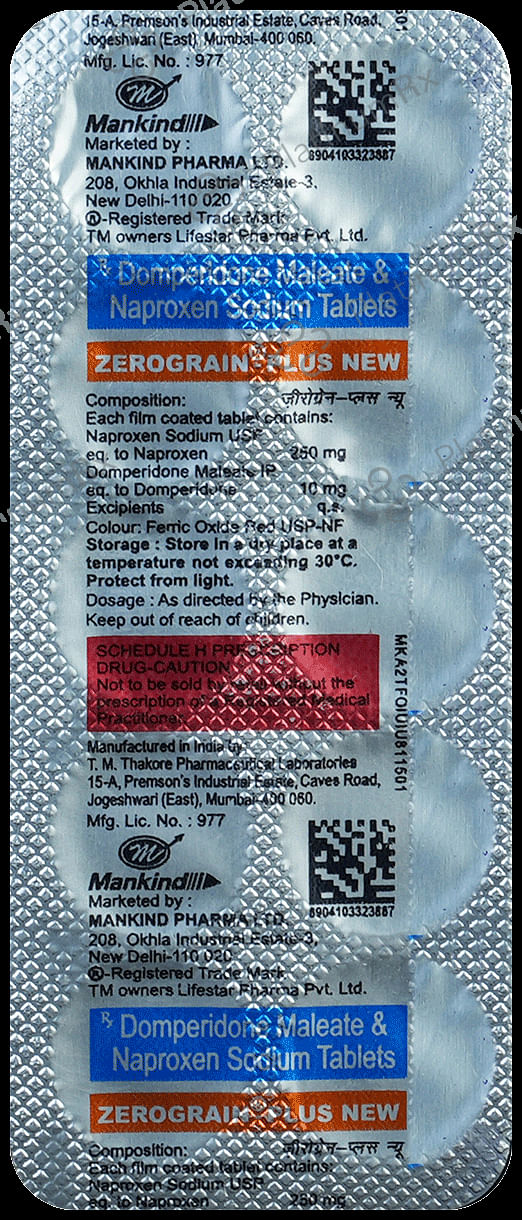 15-A, Premson's Industrial Estate, Caves Road,
Jogeshwari (East), Mumbai-400 060.
Mfg. Lic. No. : 977
Mankind
Marketed by :
MANKIND PHARMA LTD.
208, Okhla Industrial Estate-3,
New Delhi-110 020
®-Registered Trade Mark
TM owners Lifestar Pharma Pvt. Ltd.
8904103323887
Rx Domperidone Maleate &
Naproxen Sodium Tablets
ZEROGRAIN-PLUS NEW
Composition: जीरोग्रेन-प्लस न्यू
Each film coated tablet contains:
Naproxen Sodium USP
eq. to Naproxen 250 mg
Domperidone Maleate IP
eq. to Domperidone 10 mg
Excipients q.s.
Colour: Ferric Oxide Red USP-NF
Storage : Store in a dry place at a
temperature not exceeding 30°C.
Protect from light.
Dosage : As directed by the Physician.
Keep out of reach of children.
SCHEDULE H PRESCRIPTION
DRUG-CAUTION
Not to be sold by retail without the
prescription of a Registered Medical
Practitioner.
Manufactured in India by
T. M. Thakore Pharmaceutical Laboratories
15-A, Premson's Industrial Estate, Caves Road,
Jogeshwari (East), Mumbai-400 060.
Mfg. Lic. No. : 977
Mankind
Marketed by :
MANKIND PHARMA LTD.
208, Okhla Industrial Estate-3,
New Delhi-110 020
®-Registered Trade Mark
TM owners Lifestar Pharma Pvt. Ltd.
8904103323887
Rx Domperidone Maleate &
Naproxen Sodium Tablets
ZEROGRAIN-PLUS NEW
Composition: जीरोग्रेन-प्लस न्यू
Each film coated tablet contains:
Naproxen Sodium USP
eq. to Naproxen 250 mg